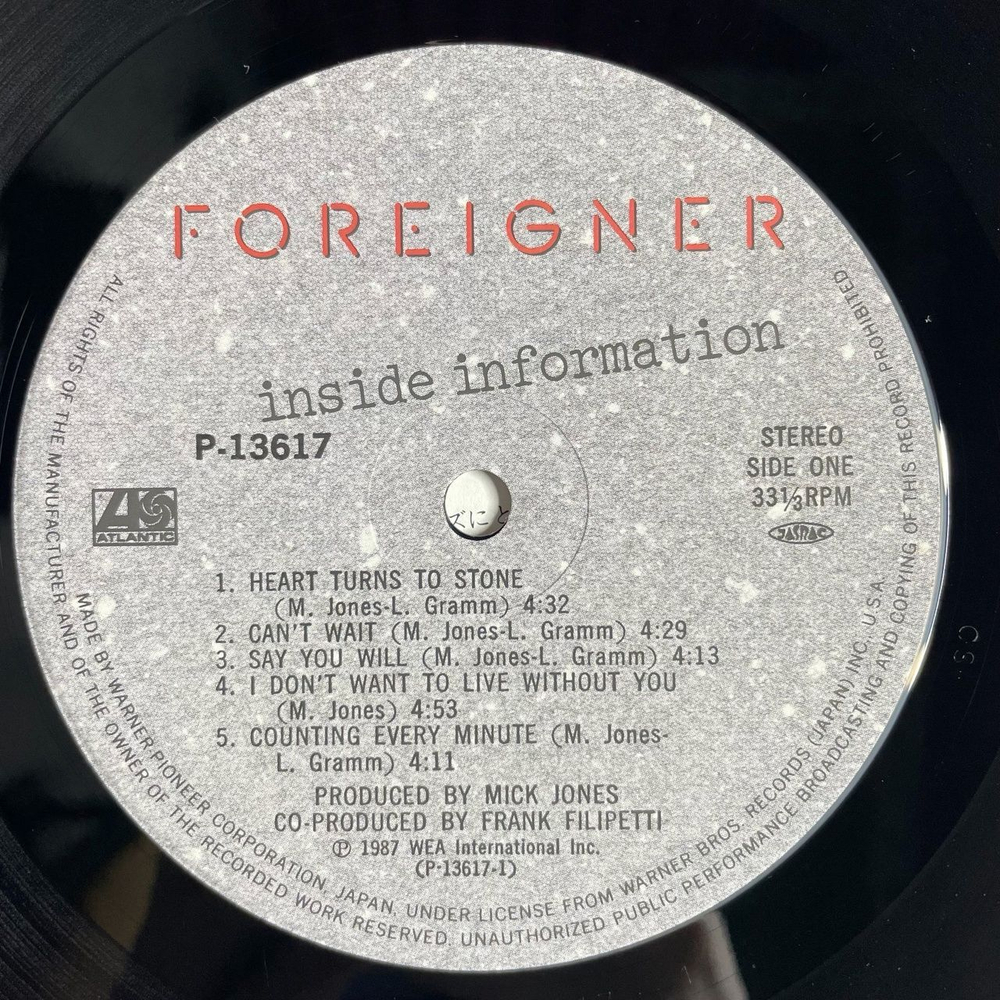 FOREIGNER
inside information
P-13617
STEREO
SIDE ONE
33⅓RPM
ATLANTIC
JASRAC
ズにと
1. HEART TURNS TO STONE
(M. Jones-L. Gramm) 4:32
2. CAN'T WAIT (M. Jones-L. Gramm) 4:29
3. SAY YOU WILL (M. Jones-L. Gramm) 4:13
4. I DON'T WANT TO LIVE WITHOUT YOU
(M. Jones) 4:53
5. COUNTING EVERY MINUTE (M. Jones-
L. Gramm) 4:11
PRODUCED BY MICK JONES
CO-PRODUCED BY FRANK FILIPETTI
Ⓟ 1987 WEA International Inc.
(P-13617-1)
MADE BY WARNER-PIONEER CORPORATION, JAPAN, UNDER LICENSE FROM WARNER BROS. RECORDS (JAPAN) INC., U.S.A.
ALL RIGHTS OF THE MANUFACTURER AND OF THE OWNER OF THE RECORDED WORK RESERVED. UNAUTHORIZED PUBLIC PERFORMANCE BROADCASTING AND COPYING OF THIS RECORD PROHIBITED